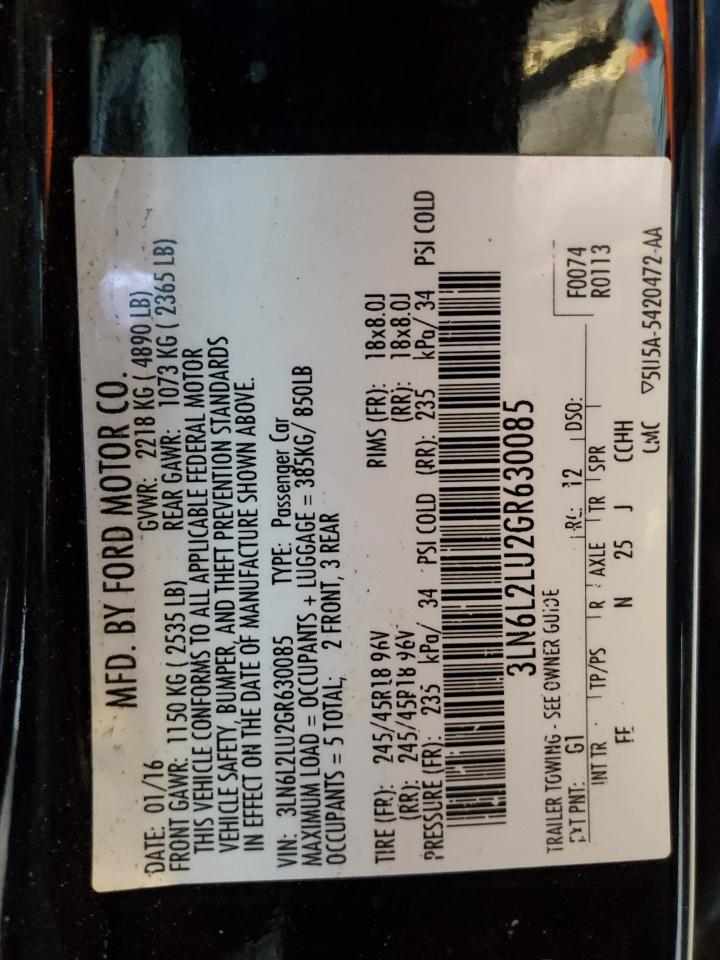 MFD. BY FORD MOTOR CO.
DATE: 01/16 GVWR: 2218 KG ( 4890 LB)
FRONT GAWR: 1150 KG ( 2535 LB) REAR GAWR: 1073 KG ( 2365 LB)
THIS VEHICLE CONFORMS TO ALL APPLICABLE FEDERAL MOTOR
VEHICLE SAFETY, BUMPER, AND THEFT PREVENTION STANDARDS
IN EFFECT ON THE DATE OF MANUFACTURE SHOWN ABOVE.
VIN: 3LN6L2LU2GR630085 TYPE: Passenger Car
MAXIMUM LOAD = OCCUPANTS + LUGGAGE = 385KG/ 850LB
OCCUPANTS = 5 TOTAL; 2 FRONT, 3 REAR
TIRE (FR): 245/45R18 96V RIMS (FR): 18x8.0J
(RR): 245/45R18 96V (RR): 18x8.0J
PRESSURE (FR): 235 kPa/ 34 PSI COLD (RR): 235 kPa/ 34 PSI COLD
3LN6L2LU2GR630085
TRAILER TOWING - SEE OWNER GUIDE
EXT PNT: G1 RC: 12 DSO: F0074
R0113
INT TR TP/PS R AXLE TR SPR
FF N 25 J CCHH
LMC ▽5U5A-5420472-AA